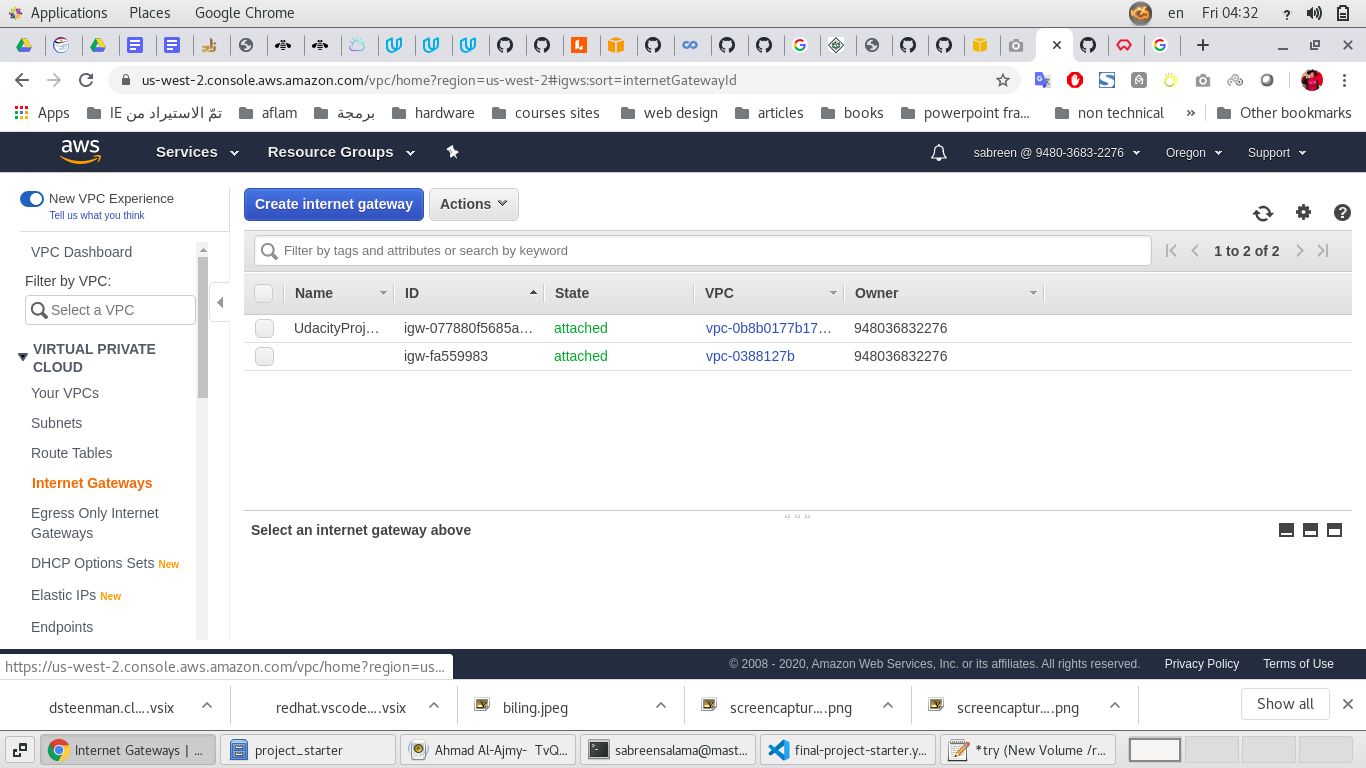 Applications Places Google Chrome en Fri 04:32
us-west-2.console.aws.amazon.com/vpc/home?region=us-west-2#igws:sort=internetGatewayId
Apps تمّ الاستيراد من IE aflam برمجة hardware courses sites web design articles books powerpoint fra... non technical » Other bookmarks
aws Services Resource Groups sabreen @ 9480-3683-2276 Oregon Support
New VPC Experience
Tell us what you think
Create internet gateway Actions
VPC Dashboard
Filter by VPC:
Select a VPC
VIRTUAL PRIVATE
CLOUD
Your VPCs
Subnets
Route Tables
Internet Gateways
Egress Only Internet
Gateways
DHCP Options Sets New
Elastic IPs New
Endpoints
Filter by tags and attributes or search by keyword 1 to 2 of 2
Name ID State VPC Owner
UdacityProj… igw-077880f5685a… attached vpc-0b8b0177b17… 948036832276
igw-fa559983 attached vpc-0388127b 948036832276
Select an internet gateway above
https://us-west-2.console.aws.amazon.com/vpc/home?region=us...
© 2008 - 2020, Amazon Web Services, Inc. or its affiliates. All rights reserved. Privacy Policy Terms of Use
dsteenman.cl....vsix redhat.vscode....vsix biling.jpeg screencaptur....png screencaptur....png Show all
Internet Gateways | ... project_starter Ahmad Al-Ajmy- TvQ... sabreensalama@mast... final-project-starter.y... *try (New Volume /r...